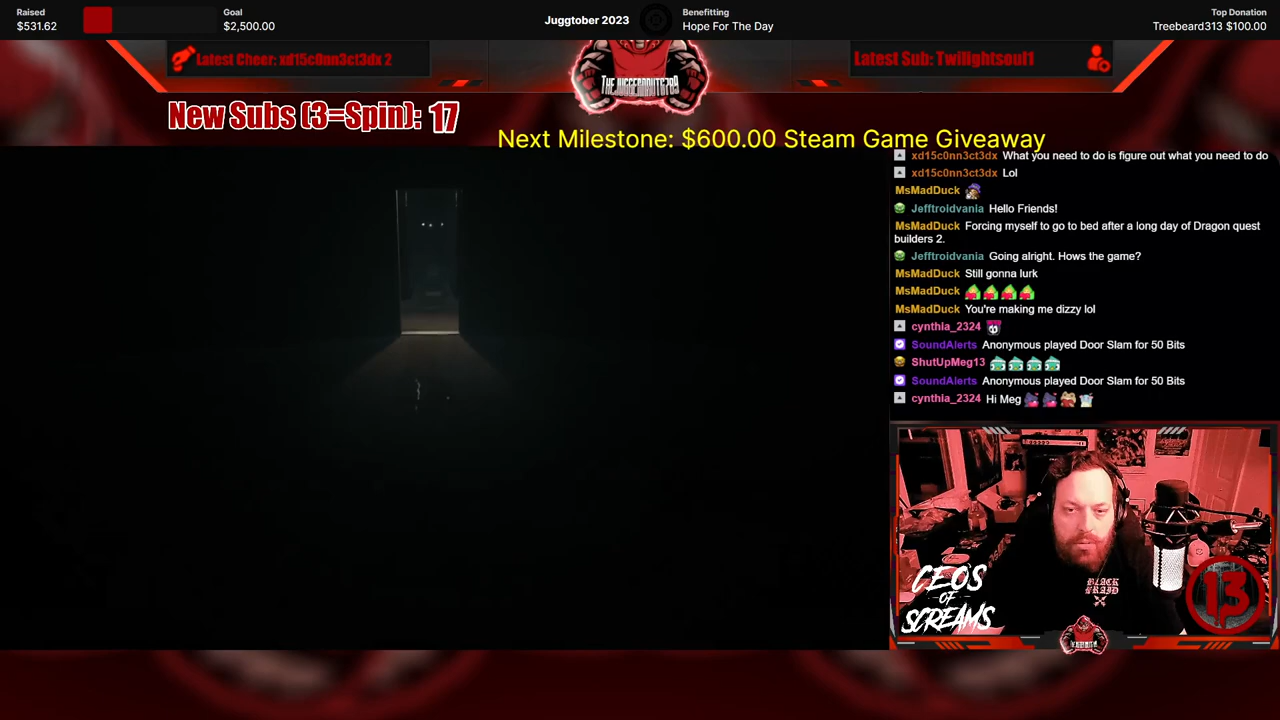 Raised
$531.62
Goal
$2,500.00
Juggtober 2023
Benefitting
Hope For The Day
Top Donation
Treebeard313 $100.00
Latest Cheer: xd15c0nn3ct3dx 2
THEJUGGERNAUT6789
Latest Sub: Twilightsoul1
New Subs (3=Spin): 17
Next Milestone: $600.00 Steam Game Giveaway
xd15c0nn3ct3dx What you need to do is figure out what you need to do
xd15c0nn3ct3dx Lol
MsMadDuck
Jefftroidvania Hello Friends!
MsMadDuck Forcing myself to go to bed after a long day of Dragon quest
builders 2.
Jefftroidvania Going alright. Hows the game?
MsMadDuck Still gonna lurk
MsMadDuck
MsMadDuck You're making me dizzy lol
cynthia_2324
SoundAlerts Anonymous played Door Slam for 50 Bits
ShutUpMeg13
SoundAlerts Anonymous played Door Slam for 50 Bits
cynthia_2324 Hi Meg
CEOS
OF
SCREAMS
BLACK
BRAID
13